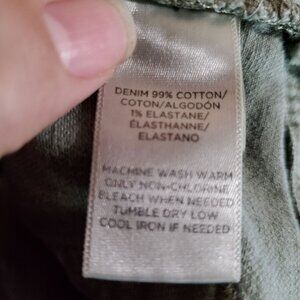 DENIM 99% COTTON/
COTON/ALGODÓN
1% ELASTANE/
ÉLASTHANNE/
ELASTANO
MACHINE WASH WARM
ONLY NON-CHLORINE
BLEACH WHEN NEEDED
TUMBLE DRY LOW
COOL IRON IF NEEDED